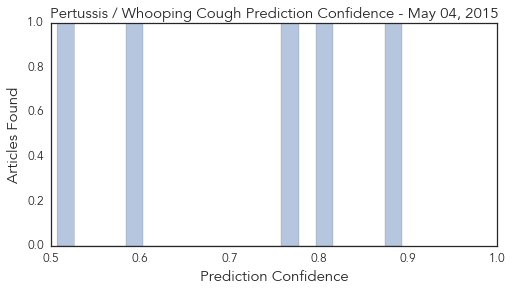 Pertussis / Whooping Cough Prediction Confidence - May 04, 2015
1.0
0.8
0.6
0.4
0.2
0.0
Articles Found
0.5 0.6 0.7 0.8 0.9 1.0
Prediction Confidence